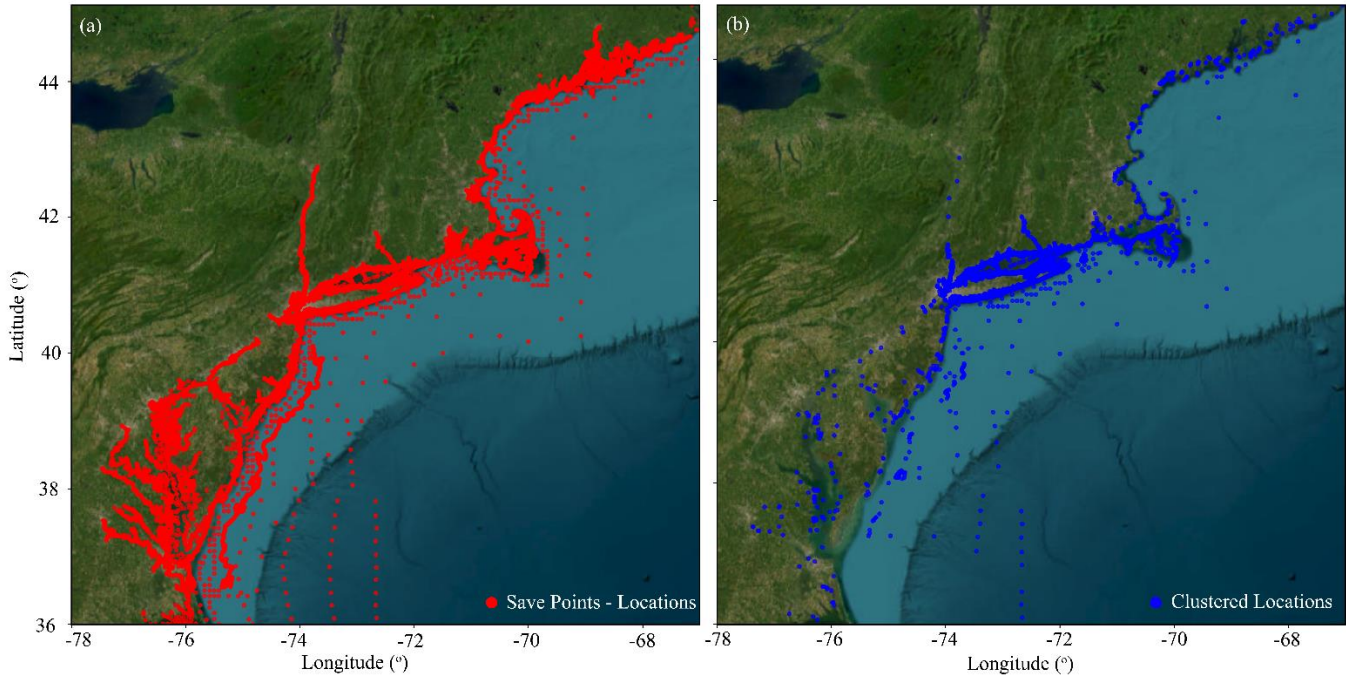 (a)
(b)
44
42
40
38
36
Latitude (°)
Save Points - Locations
Clustered Locations
-78
-76
-74
-72
-70
-68
-78
-76
-74
-72
-70
-68
Longitude (°)
Longitude (°)